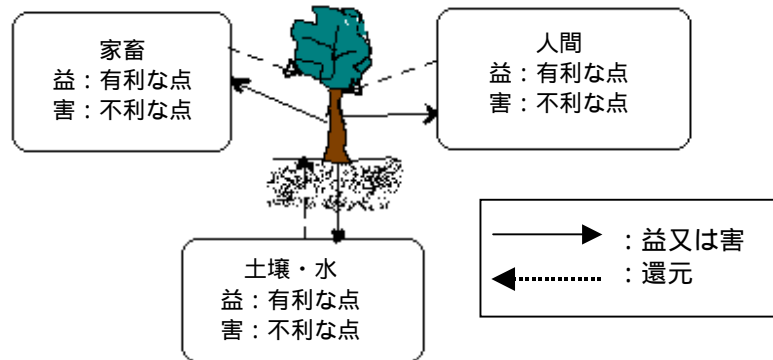 家畜
益：有利な点
害：不利な点
人間
益：有利な点
害：不利な点
土壌・水
益：有利な点
害：不利な点
：益又は害
：還元